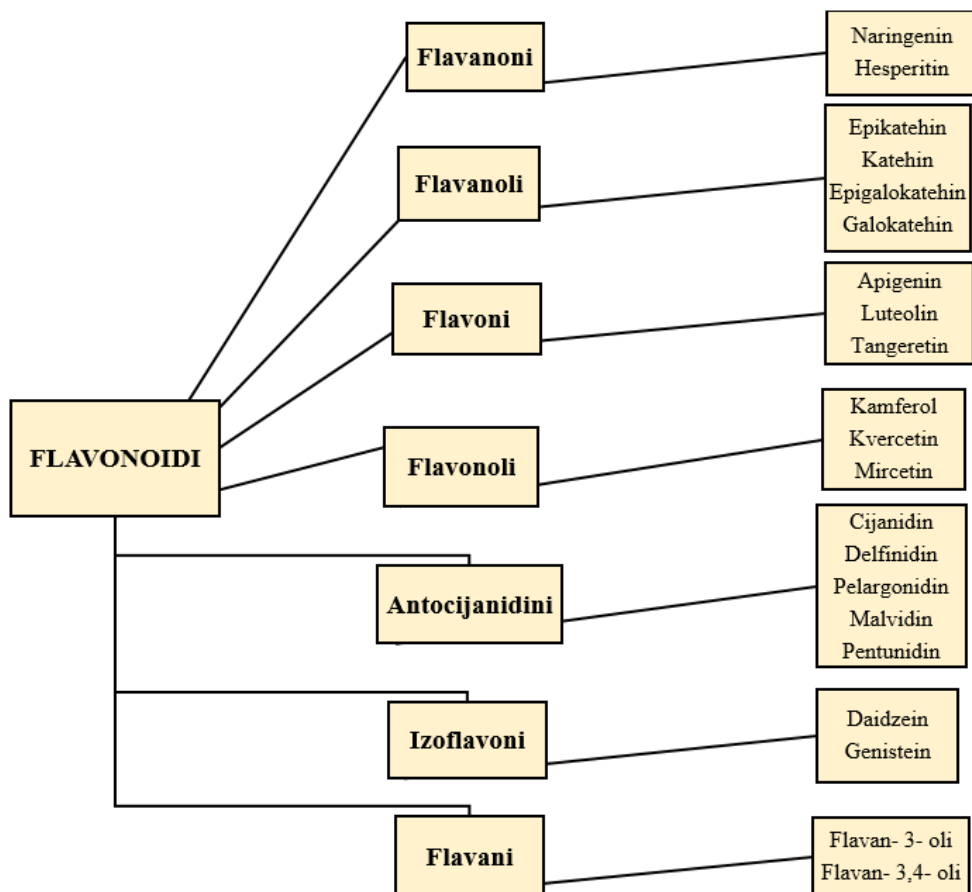 Flavanoni
Naringenin
Hesperitin
Flavanoli
Epikatehin
Katehin
Epigalokatehin
Galokatehin
Flavoni
Apigenin
Luteolin
Tangeretin
FLAVONOIDI
Flavonoli
Kamferol
Kvercetin
Mircetin
Antocijanidini
Cijanidin
Delfinidin
Pelargonidin
Malvidin
Pentunidin
Izoflavoni
Daidzein
Genistein
Flavani
Flavan- 3- oli
Flavan- 3,4- oli